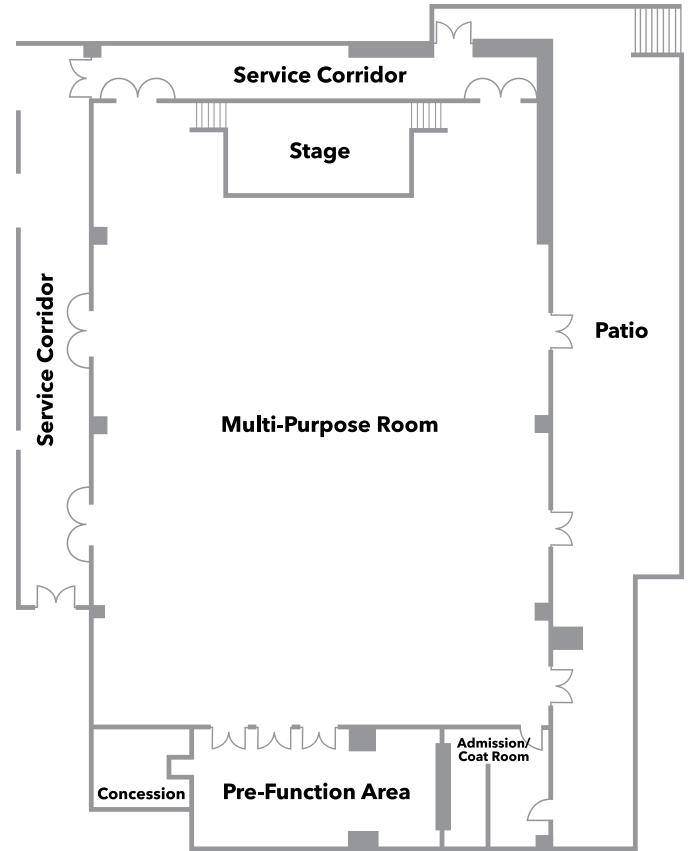 Service Corridor
Stage
Service Corridor
Patio
Multi-Purpose Room
Admission/
Coat Room
Concession
Pre-Function Area